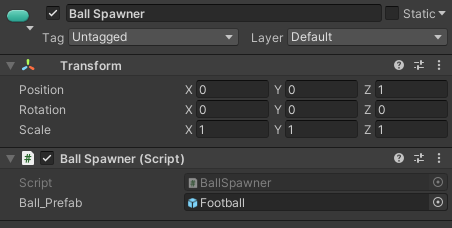 Ball Spawner Static
Tag Untagged Layer Default
Transform
Position X 0 Y 0 Z 1
Rotation X 0 Y 0 Z 0
Scale X 1 Y 1 Z 1
# Ball Spawner (Script)
Script # BallSpawner
Ball_Prefab Football